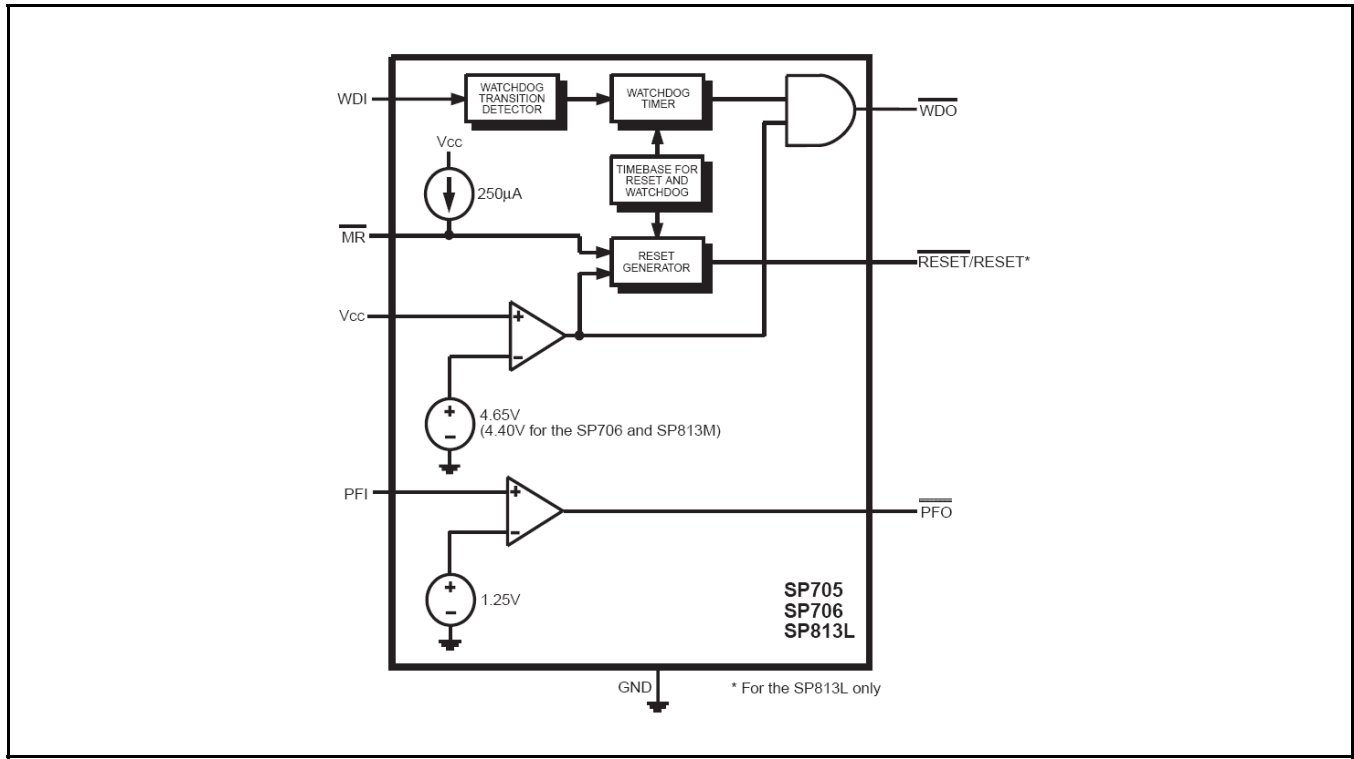 WDI
WATCHDOG
TRANSITION
DETECTOR
WATCHDOG
TIMER
WDO
Vcc
TIMEBASE FOR
RESET AND
WATCHDOG
250µA
MR
RESET
GENERATOR
RESET/RESET*
Vcc
+
–
+
–
4.65V
(4.40V for the SP706 and SP813M)
PFI
+
–
PFO
+
–
1.25V
SP705
SP706
SP813L
GND
* For the SP813L only